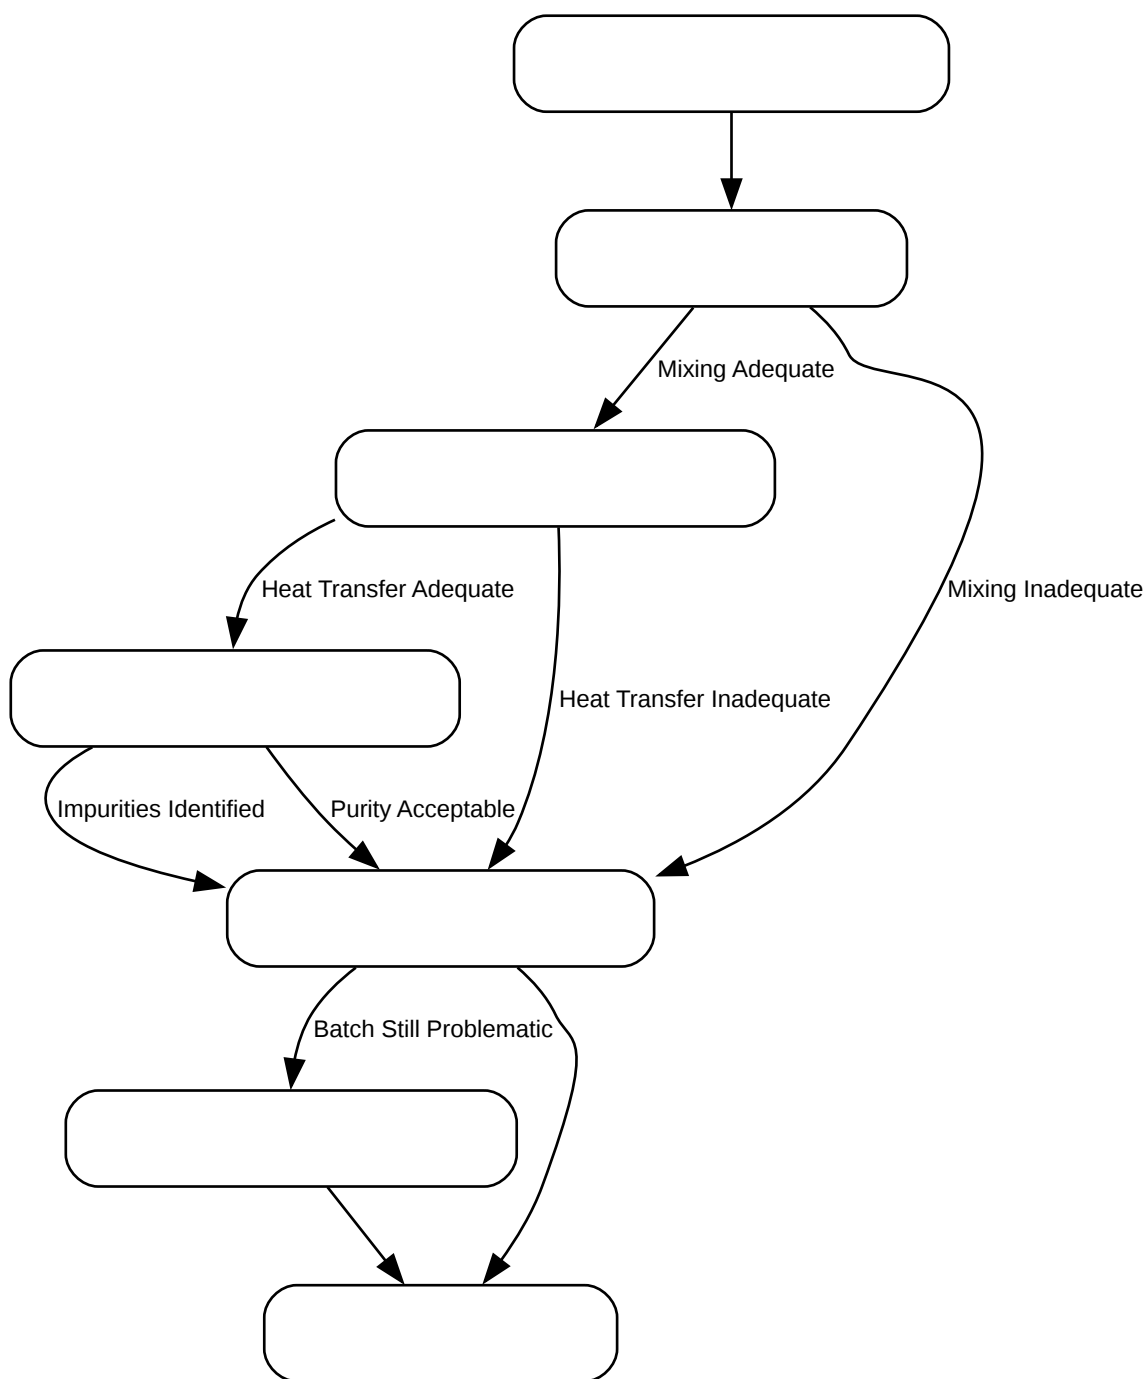 Mixing Adequate
Heat Transfer Adequate
Mixing Inadequate
Heat Transfer Inadequate
Impurities Identified
Purity Acceptable
Batch Still Problematic